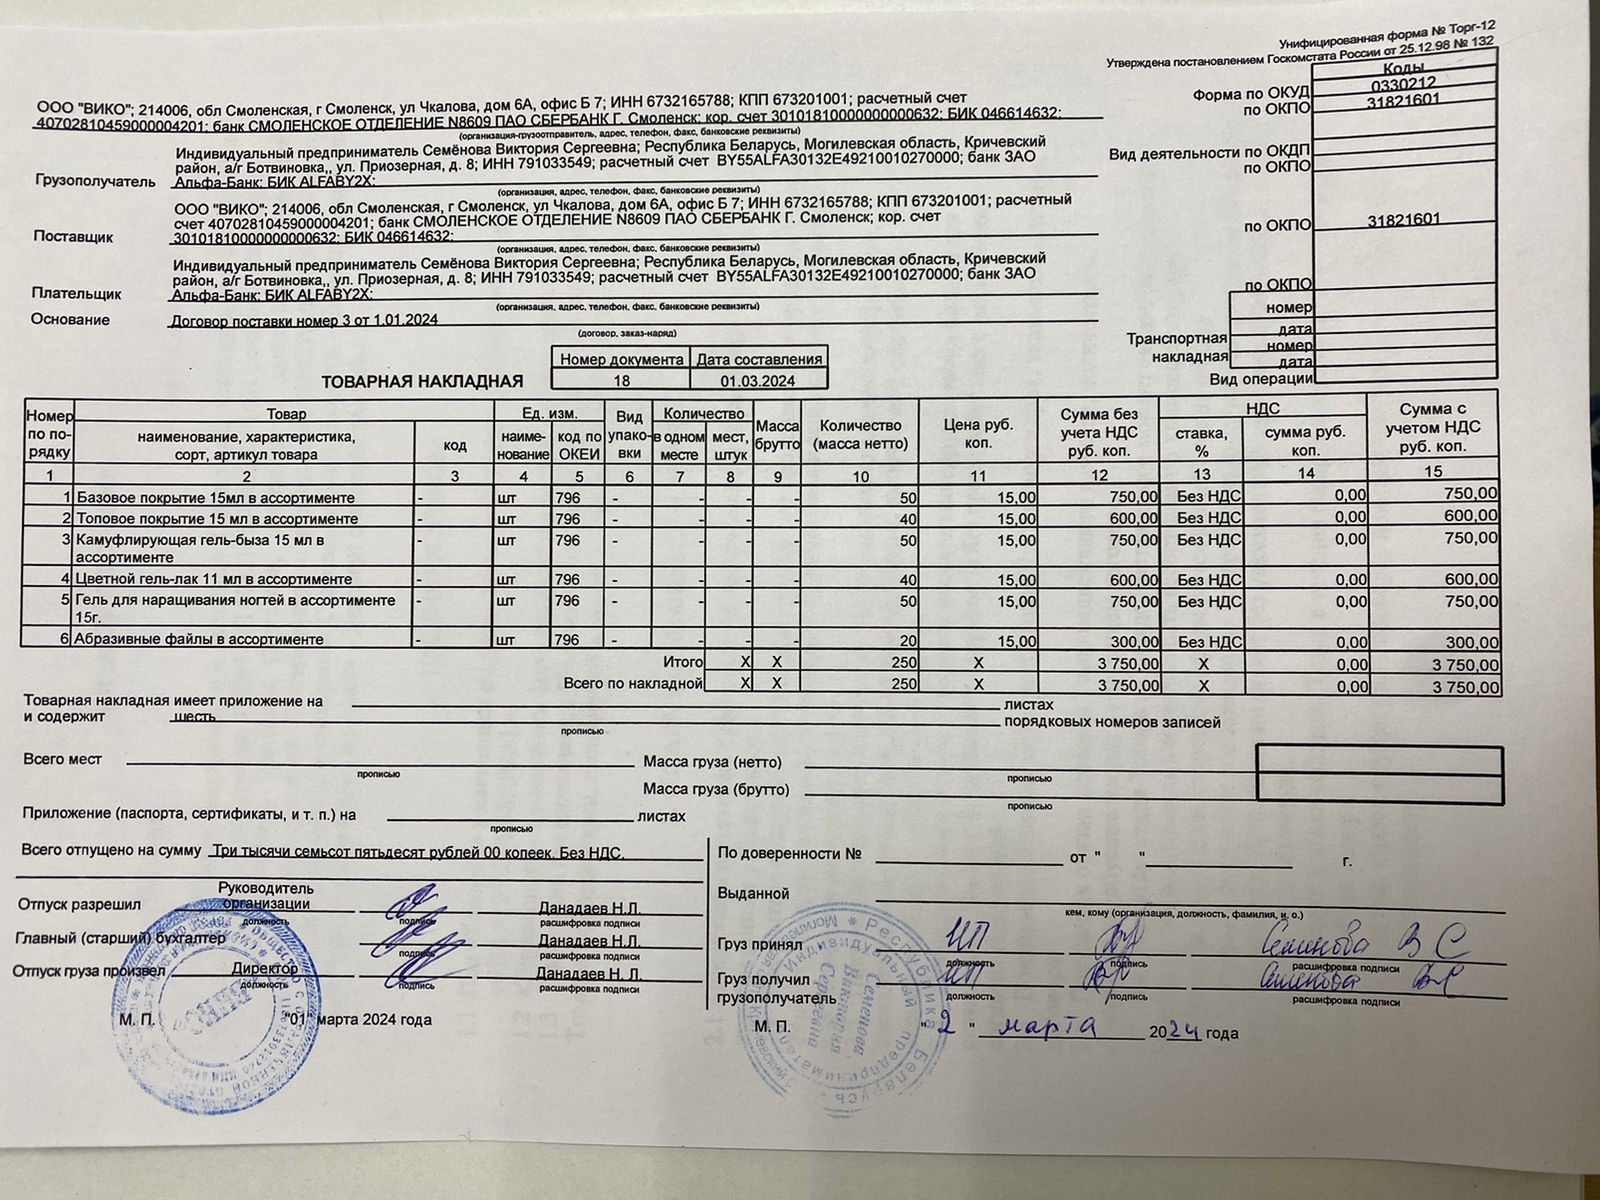 Унифицированная форма № Торг-12
Утверждена постановлением Госкомстата России от 25.12.98 № 132
Коды
Форма по ОКУД 0330212
по ОКПО 31821601
ООО "ВИКО"; 214006, обл Смоленская, г Смоленск, ул Чкалова, дом 6А, офис Б 7; ИНН 6732165788; КПП 673201001; расчетный счет
40702810459000004201; банк СМОЛЕНСКОЕ ОТДЕЛЕНИЕ N8609 ПАО СБЕРБАНК Г. Смоленск; кор. счет 30101810000000000632; БИК 046614632;
(организация-грузоотправитель, адрес, телефон, факс, банковские реквизиты)
Вид деятельности по ОКДП
по ОКПО
Индивидуальный предприниматель Семёнова Виктория Сергеевна; Республика Беларусь, Могилевская область, Кричевский
район, а/г Ботвиновка,, ул. Приозерная, д. 8; ИНН 791033549; расчетный счет BY55ALFA30132E49210010270000; банк ЗАО
Грузополучатель Альфа-Банк; БИК ALFABY2X;
(организация, адрес, телефон, факс, банковские реквизиты)
ООО "ВИКО"; 214006, обл Смоленская, г Смоленск, ул Чкалова, дом 6А, офис Б 7; ИНН 6732165788; КПП 673201001; расчетный
счет 40702810459000004201; банк СМОЛЕНСКОЕ ОТДЕЛЕНИЕ N8609 ПАО СБЕРБАНК Г. Смоленск; кор. счет
Поставщик 30101810000000000632; БИК 046614632;
по ОКПО 31821601
(организация, адрес, телефон, факс, банковские реквизиты)
Индивидуальный предприниматель Семёнова Виктория Сергеевна; Республика Беларусь, Могилевская область, Кричевский
район, а/г Ботвиновка,, ул. Приозерная, д. 8; ИНН 791033549; расчетный счет BY55ALFA30132E49210010270000; банк ЗАО
Плательщик Альфа-Банк; БИК ALFABY2X;
по ОКПО
(организация, адрес, телефон, факс, банковские реквизиты)
Основание Договор поставки номер 3 от 1.01.2024
(договор, заказ-наряд)
номер
дата
Транспортная накладная
номер
дата
Вид операции
Номер документа Дата составления
ТОВАРНАЯ НАКЛАДНАЯ 18 01.03.2024
Номер по по-рядку Товар Ед. изм. Вид упако-вки Количество Масса брутто Количество (масса нетто) Цена руб. коп. Сумма без учета НДС руб. коп. НДС Сумма с учетом НДС руб. коп.
наименование, характеристика, сорт, артикул товара код наиме-нование код по ОКЕИ в одном месте мест, штук ставка, % сумма руб. коп.
1 2 3 4 5 6 7 8 9 10 11 12 13 14 15
1 Базовое покрытие 15мл в ассортименте - шт 796 - - - - 50 15,00 750,00 Без НДС 0,00 750,00
2 Топовое покрытие 15 мл в ассортименте - шт 796 - - - - 40 15,00 600,00 Без НДС 0,00 600,00
3 Камуфлирующая гель-быза 15 мл в - шт 796 - - - - 50 15,00 750,00 Без НДС 0,00 750,00
ассортименте
4 Цветной гель-лак 11 мл в ассортименте - шт 796 - - - - 40 15,00 600,00 Без НДС 0,00 600,00
5 Гель для наращивания ногтей в ассортименте - шт 796 - - - - 50 15,00 750,00 Без НДС 0,00 750,00
15г.
6 Абразивные файлы в ассортименте - шт 796 - - - - 20 15,00 300,00 Без НДС 0,00 300,00
Итого X X 250 X 3 750,00 X 0,00 3 750,00
Всего по накладной X X 250 X 3 750,00 X 0,00 3 750,00
Товарная накладная имеет приложение на листах
и содержит шесть порядковых номеров записей
прописью
Всего мест Масса груза (нетто)
прописью прописью
Масса груза (брутто)
прописью
Приложение (паспорта, сертификаты, и т. п.) на листах
прописью
Всего отпущено на сумму Три тысячи семьсот пятьдесят рублей 00 копеек. Без НДС.
По доверенности № от " " г.
Выданной
кем, кому (организация, должность, фамилия, и. о.)
Руководитель
Отпуск разрешил организации Данадаев Н.Л.
должность подпись расшифровка подписи
Главный (старший) бухгалтер Данадаев Н.Л.
подпись расшифровка подписи
Отпуск груза произвел Директор Данадаев Н. Л.
должность подпись расшифровка подписи
М. П. "01" марта 2024 года
Груз принял ИП Семенова В С
должность подпись расшифровка подписи
Груз получил ИП Семенова ВС
грузополучатель должность подпись расшифровка подписи
М. П. "2" марта 2024 года
Республика Беларусь
Индивидуальный предприниматель
Семенова
Виктория
Сергеевна